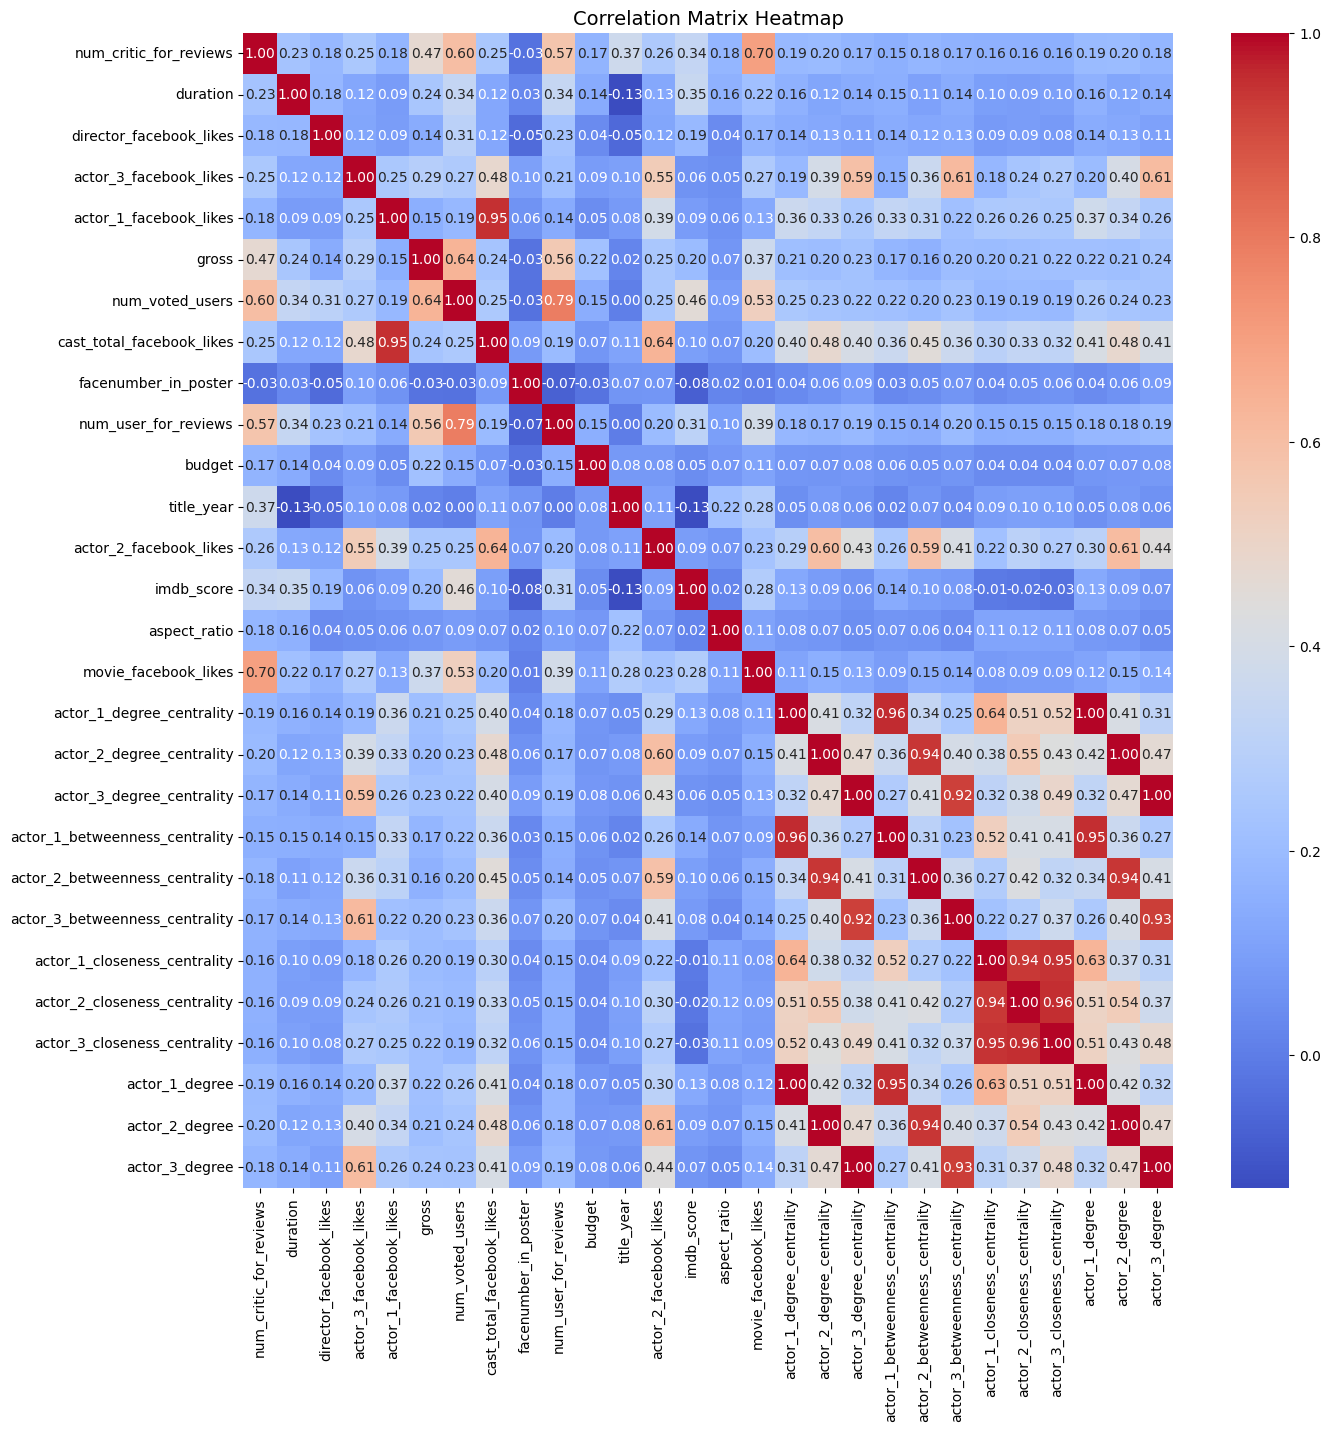 Correlation Matrix Heatmap
num_critic_for_reviews 1.00 0.23 0.18 0.25 0.18 0.47 0.60 0.25 -0.03 0.57 0.17 0.37 0.26 0.34 0.18 0.70 0.19 0.20 0.17 0.15 0.18 0.17 0.16 0.16 0.16 0.19 0.20 0.18
duration 0.23 1.00 0.18 0.12 0.09 0.24 0.34 0.12 0.03 0.34 0.14 -0.13 0.13 0.35 0.16 0.22 0.16 0.12 0.14 0.15 0.11 0.14 0.10 0.09 0.10 0.16 0.12 0.14
director_facebook_likes 0.18 0.18 1.00 0.12 0.09 0.14 0.31 0.12 -0.05 0.23 0.04 -0.05 0.12 0.19 0.04 0.17 0.14 0.13 0.11 0.14 0.12 0.13 0.09 0.09 0.08 0.14 0.13 0.11
actor_3_facebook_likes 0.25 0.12 0.12 1.00 0.25 0.29 0.27 0.48 0.10 0.21 0.09 0.10 0.55 0.06 0.05 0.27 0.19 0.39 0.59 0.15 0.36 0.61 0.18 0.24 0.27 0.20 0.40 0.61
actor_1_facebook_likes 0.18 0.09 0.09 0.25 1.00 0.15 0.19 0.95 0.06 0.14 0.05 0.08 0.39 0.09 0.06 0.13 0.36 0.33 0.26 0.33 0.31 0.22 0.26 0.26 0.25 0.37 0.34 0.26
gross 0.47 0.24 0.14 0.29 0.15 1.00 0.64 0.24 -0.03 0.56 0.22 0.02 0.25 0.20 0.07 0.37 0.21 0.20 0.23 0.17 0.16 0.20 0.20 0.21 0.22 0.22 0.21 0.24
num_voted_users 0.60 0.34 0.31 0.27 0.19 0.64 1.00 0.25 -0.03 0.79 0.15 0.00 0.25 0.46 0.09 0.53 0.25 0.23 0.22 0.22 0.20 0.23 0.19 0.19 0.19 0.26 0.24 0.23
cast_total_facebook_likes 0.25 0.12 0.12 0.48 0.95 0.24 0.25 1.00 0.09 0.19 0.07 0.11 0.64 0.10 0.07 0.20 0.40 0.48 0.40 0.36 0.45 0.36 0.30 0.33 0.32 0.41 0.48 0.41
facenumber_in_poster -0.03 0.03 -0.05 0.10 0.06 -0.03 -0.03 0.09 1.00 -0.07 -0.03 0.07 0.07 -0.08 0.02 0.01 0.04 0.06 0.09 0.03 0.05 0.07 0.04 0.05 0.06 0.04 0.06 0.09
num_user_for_reviews 0.57 0.34 0.23 0.21 0.14 0.56 0.79 0.19 -0.07 1.00 0.15 0.00 0.20 0.31 0.10 0.39 0.18 0.17 0.19 0.15 0.14 0.20 0.15 0.15 0.15 0.18 0.18 0.19
budget 0.17 0.14 0.04 0.09 0.05 0.22 0.15 0.07 -0.03 0.15 1.00 0.08 0.08 0.05 0.07 0.11 0.07 0.07 0.08 0.06 0.05 0.07 0.04 0.04 0.04 0.07 0.07 0.08
title_year 0.37 -0.13 -0.05 0.10 0.08 0.02 0.00 0.11 0.07 0.00 0.08 1.00 0.11 -0.13 0.22 0.28 0.05 0.08 0.06 0.02 0.07 0.04 0.09 0.10 0.10 0.05 0.08 0.06
actor_2_facebook_likes 0.26 0.13 0.12 0.55 0.39 0.25 0.25 0.64 0.07 0.20 0.08 0.11 1.00 0.09 0.07 0.23 0.29 0.60 0.43 0.26 0.59 0.41 0.22 0.30 0.27 0.30 0.61 0.44
imdb_score 0.34 0.35 0.19 0.06 0.09 0.20 0.46 0.10 -0.08 0.31 0.05 -0.13 0.09 1.00 0.02 0.28 0.13 0.09 0.06 0.14 0.10 0.08 -0.01 -0.02 -0.03 0.13 0.09 0.07
aspect_ratio 0.18 0.16 0.04 0.05 0.06 0.07 0.09 0.07 0.02 0.10 0.07 0.22 0.07 0.02 1.00 0.11 0.08 0.07 0.05 0.07 0.06 0.04 0.11 0.12 0.11 0.08 0.07 0.05
movie_facebook_likes 0.70 0.22 0.17 0.27 0.13 0.37 0.53 0.20 0.01 0.39 0.11 0.28 0.23 0.28 0.11 1.00 0.11 0.15 0.13 0.09 0.15 0.14 0.08 0.09 0.09 0.12 0.15 0.14
actor_1_degree_centrality 0.19 0.16 0.14 0.19 0.36 0.21 0.25 0.40 0.04 0.18 0.07 0.05 0.29 0.13 0.08 0.11 1.00 0.41 0.32 0.96 0.34 0.25 0.64 0.51 0.52 1.00 0.41 0.31
actor_2_degree_centrality 0.20 0.12 0.13 0.39 0.33 0.20 0.23 0.48 0.06 0.17 0.07 0.08 0.60 0.09 0.07 0.15 0.41 1.00 0.47 0.36 0.94 0.40 0.38 0.55 0.43 0.42 1.00 0.47
actor_3_degree_centrality 0.17 0.14 0.11 0.59 0.26 0.23 0.22 0.40 0.09 0.19 0.08 0.06 0.43 0.06 0.05 0.13 0.32 0.47 1.00 0.27 0.41 0.92 0.32 0.38 0.49 0.32 0.47 1.00
actor_1_betweenness_centrality 0.15 0.15 0.14 0.15 0.33 0.17 0.22 0.36 0.03 0.15 0.06 0.02 0.26 0.14 0.07 0.09 0.96 0.36 0.27 1.00 0.31 0.23 0.52 0.41 0.41 0.95 0.36 0.27
actor_2_betweenness_centrality 0.18 0.11 0.12 0.36 0.31 0.16 0.20 0.45 0.05 0.14 0.05 0.07 0.59 0.10 0.06 0.15 0.34 0.94 0.41 0.31 1.00 0.36 0.27 0.42 0.32 0.34 0.94 0.41
actor_3_betweenness_centrality 0.17 0.14 0.13 0.61 0.22 0.20 0.23 0.36 0.07 0.20 0.07 0.04 0.41 0.08 0.04 0.14 0.25 0.40 0.92 0.23 0.36 1.00 0.22 0.27 0.37 0.26 0.40 0.93
actor_1_closeness_centrality 0.16 0.10 0.09 0.18 0.26 0.20 0.19 0.30 0.04 0.15 0.04 0.09 0.22 -0.01 0.11 0.08 0.64 0.38 0.32 0.52 0.27 0.22 1.00 0.94 0.95 0.63 0.37 0.31
actor_2_closeness_centrality 0.16 0.09 0.09 0.24 0.26 0.21 0.19 0.33 0.05 0.15 0.04 0.10 0.30 -0.02 0.12 0.09 0.51 0.55 0.38 0.41 0.42 0.27 0.94 1.00 0.96 0.51 0.54 0.37
actor_3_closeness_centrality 0.16 0.10 0.08 0.27 0.25 0.22 0.19 0.32 0.06 0.15 0.04 0.10 0.27 -0.03 0.11 0.09 0.52 0.43 0.49 0.41 0.32 0.37 0.95 0.96 1.00 0.51 0.43 0.48
actor_1_degree 0.19 0.16 0.14 0.20 0.37 0.22 0.26 0.41 0.04 0.18 0.07 0.05 0.30 0.13 0.08 0.12 1.00 0.42 0.32 0.95 0.34 0.26 0.63 0.51 0.51 1.00 0.42 0.32
actor_2_degree 0.20 0.12 0.13 0.40 0.34 0.21 0.24 0.48 0.06 0.18 0.07 0.08 0.61 0.09 0.07 0.15 0.41 1.00 0.47 0.36 0.94 0.40 0.37 0.54 0.43 0.42 1.00 0.47
actor_3_degree 0.18 0.14 0.11 0.61 0.26 0.24 0.23 0.41 0.09 0.19 0.08 0.06 0.44 0.07 0.05 0.14 0.31 0.47 1.00 0.27 0.41 0.93 0.31 0.37 0.48 0.32 0.47 1.00
num_critic_for_reviews
duration
director_facebook_likes
actor_3_facebook_likes
actor_1_facebook_likes
gross
num_voted_users
cast_total_facebook_likes
facenumber_in_poster
num_user_for_reviews
budget
title_year
actor_2_facebook_likes
imdb_score
aspect_ratio
movie_facebook_likes
actor_1_degree_centrality
actor_2_degree_centrality
actor_3_degree_centrality
actor_1_betweenness_centrality
actor_2_betweenness_centrality
actor_3_betweenness_centrality
actor_1_closeness_centrality
actor_2_closeness_centrality
actor_3_closeness_centrality
actor_1_degree
actor_2_degree
actor_3_degree
1.0
0.8
0.6
0.4
0.2
0.0